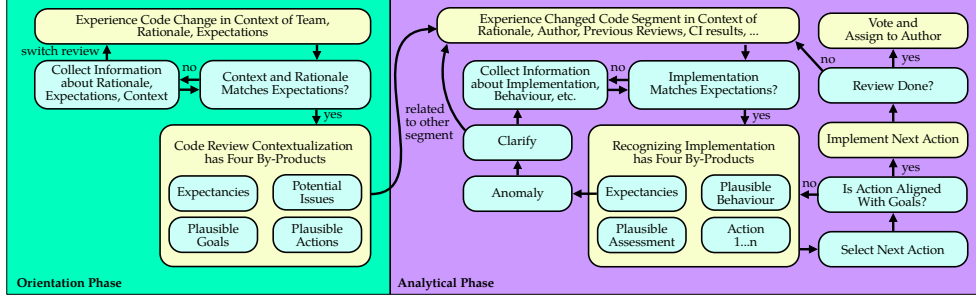 Experience Code Change in Context of Team,
Rationale, Expectations
switch review
Collect Information
about Rationale,
Expectations, Context
no
Context and Rationale
Matches Expectations?
yes
Code Review Contextualization
has Four By-Products
Expectancies
Potential
Issues
Plausible
Goals
Plausible
Actions
Orientation Phase
related
to other
segment
Experience Changed Code Segment in Context of
Rationale, Author, Previous Reviews, CI results, ...
Collect Information
about Implementation,
Behaviour, etc.
no
Implementation
Matches Expectations?
yes
Clarify
Anomaly
Recognizing Implementation
has Four By-Products
Expectancies
Plausible
Behaviour
Plausible
Assessment
Action
1...n
Vote and
Assign to Author
no
yes
Review Done?
Implement Next Action
yes
no
Is Action Aligned
With Goals?
Select Next Action
Analytical Phase